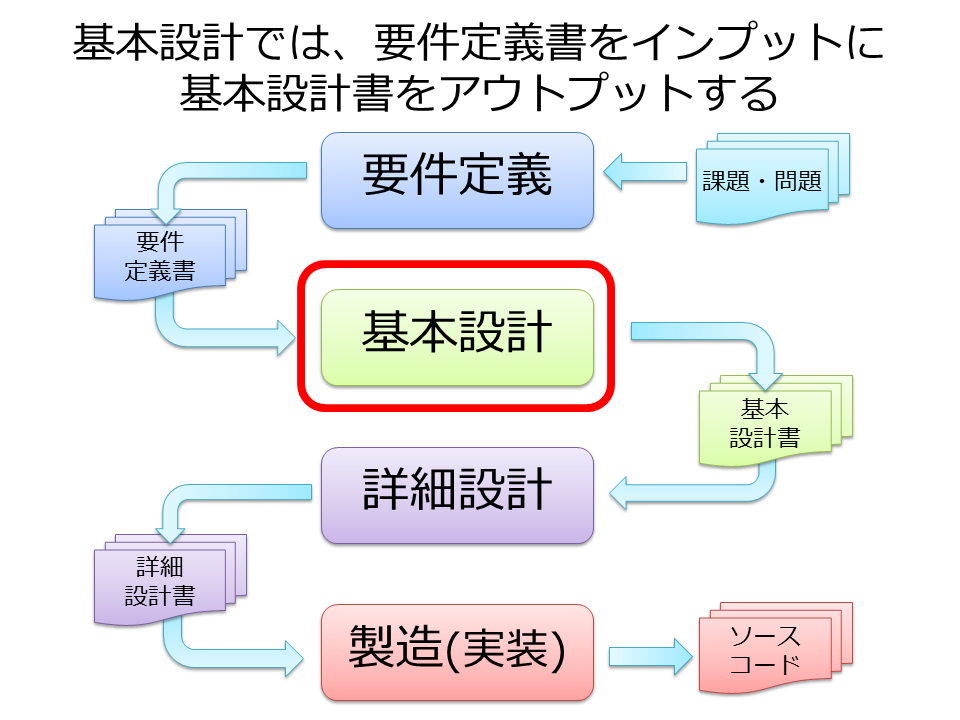 基本設計では、要件定義書をインプットに
基本設計書をアウトプットする
要件定義
課題・問題
要件
定義書
基本設計
基本
設計書
詳細設計
詳細
設計書
製造(実装)
ソース
コード